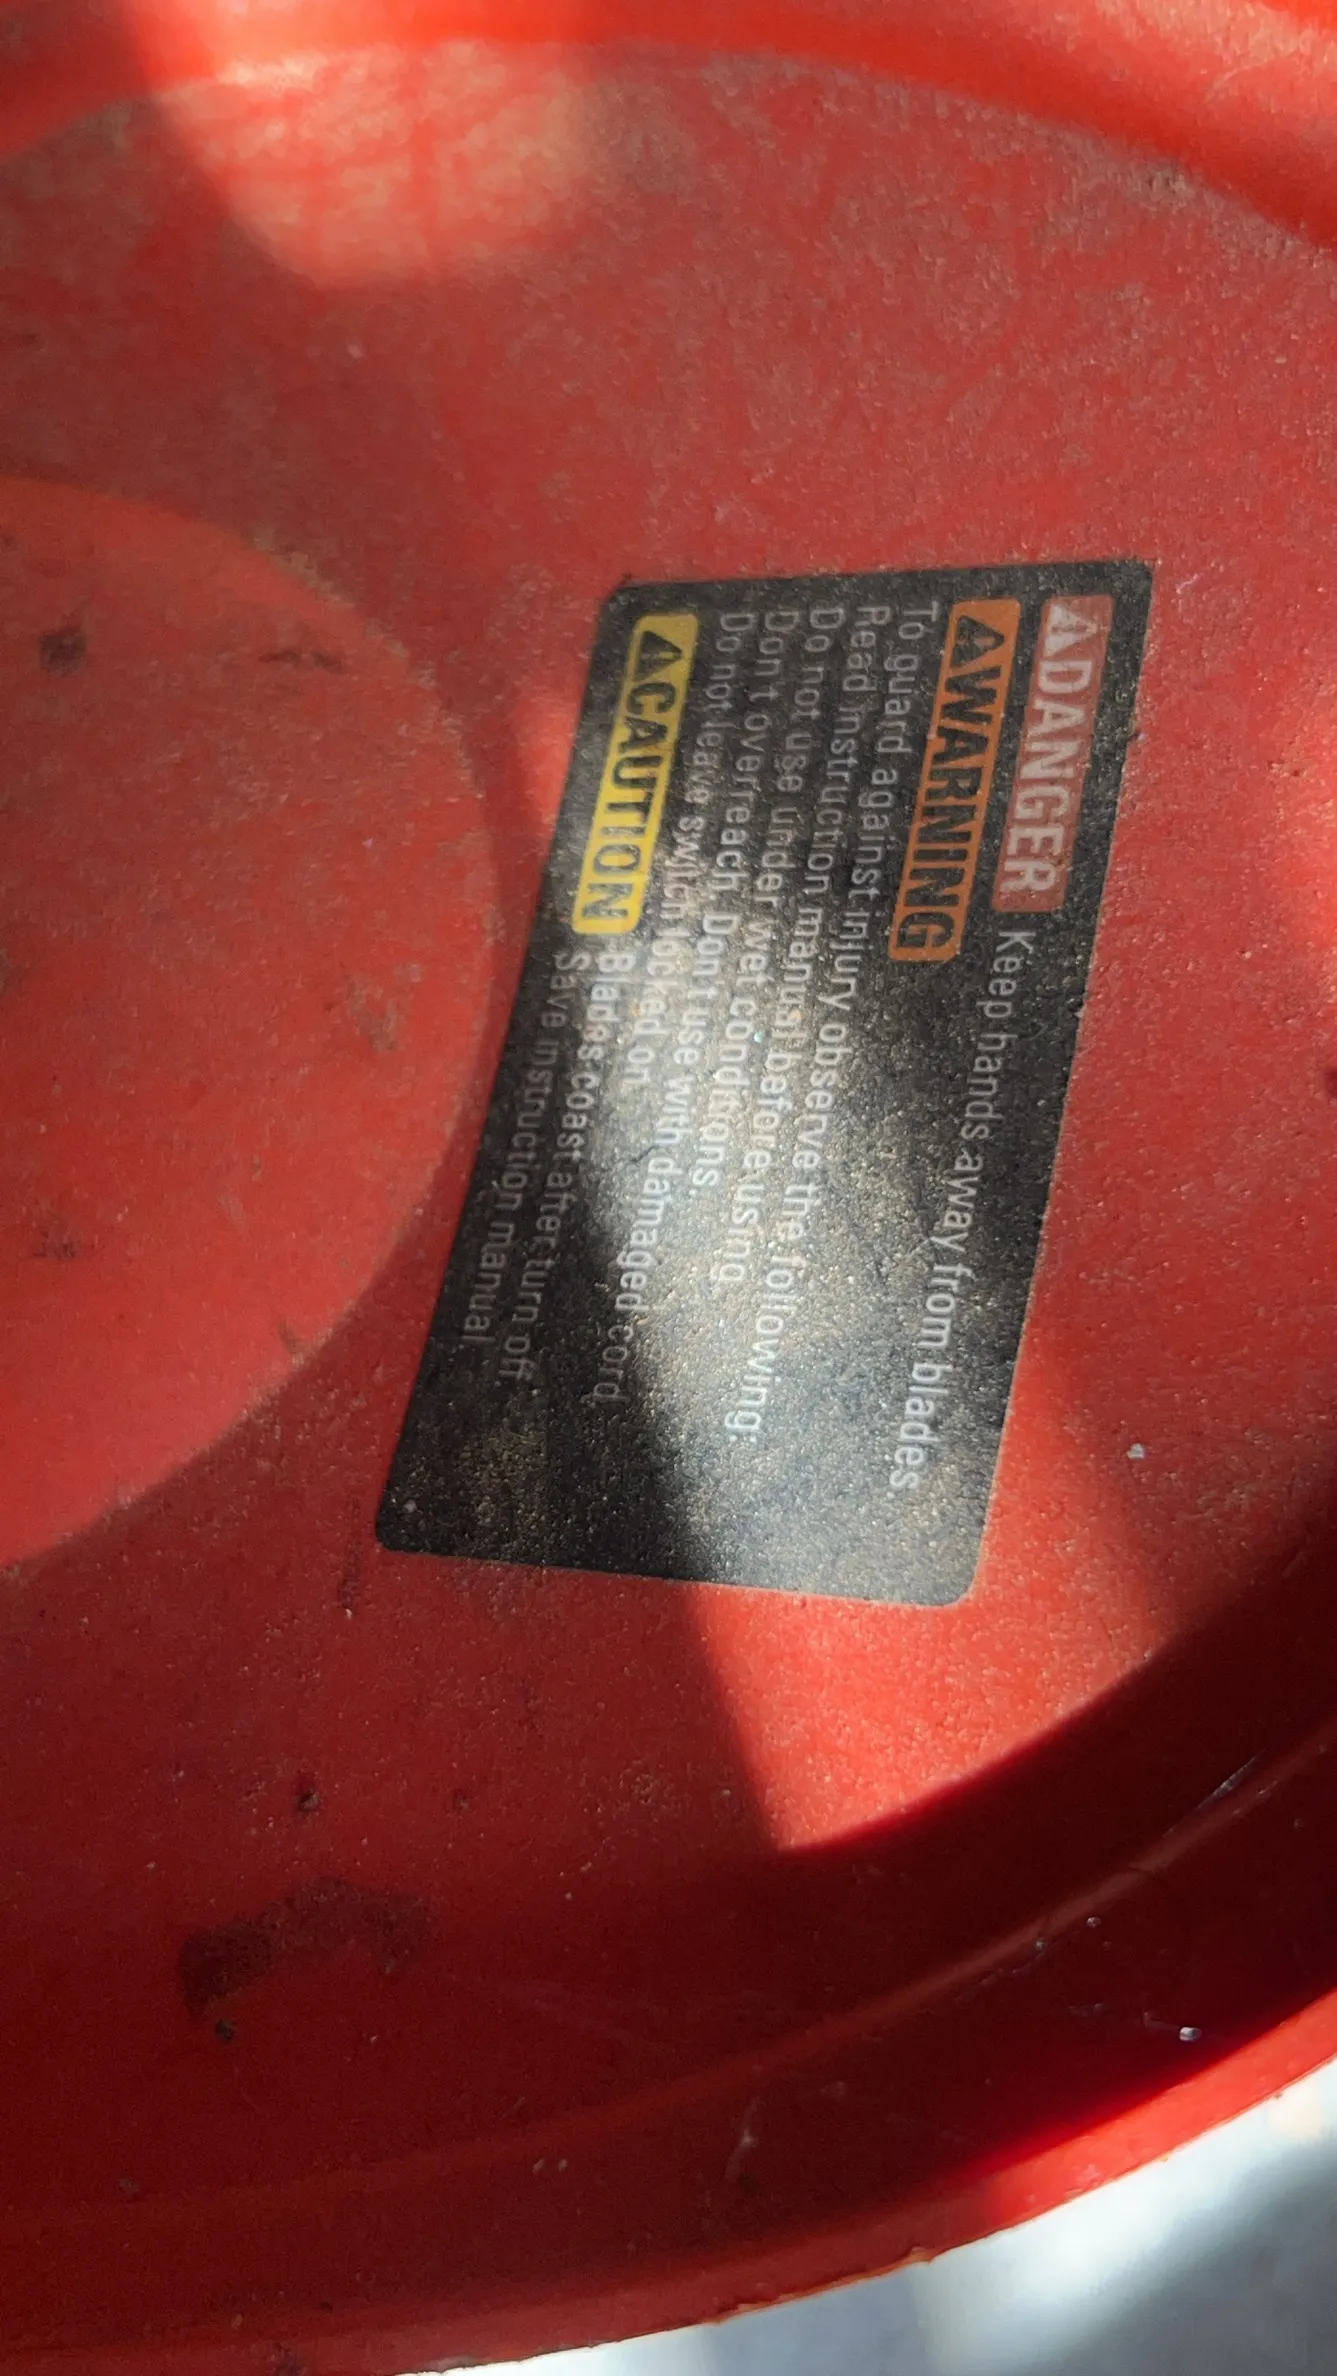 DANGER Keep hands away from blades
WARNING
To guard against injury observe the following:
Read instruction manual before using
Do not use under wet conditions.
Don't overreach. Don't use with damaged cord
Do not leave switch locked on.
CAUTION Blades coast after turn off.
Save instruction manual.